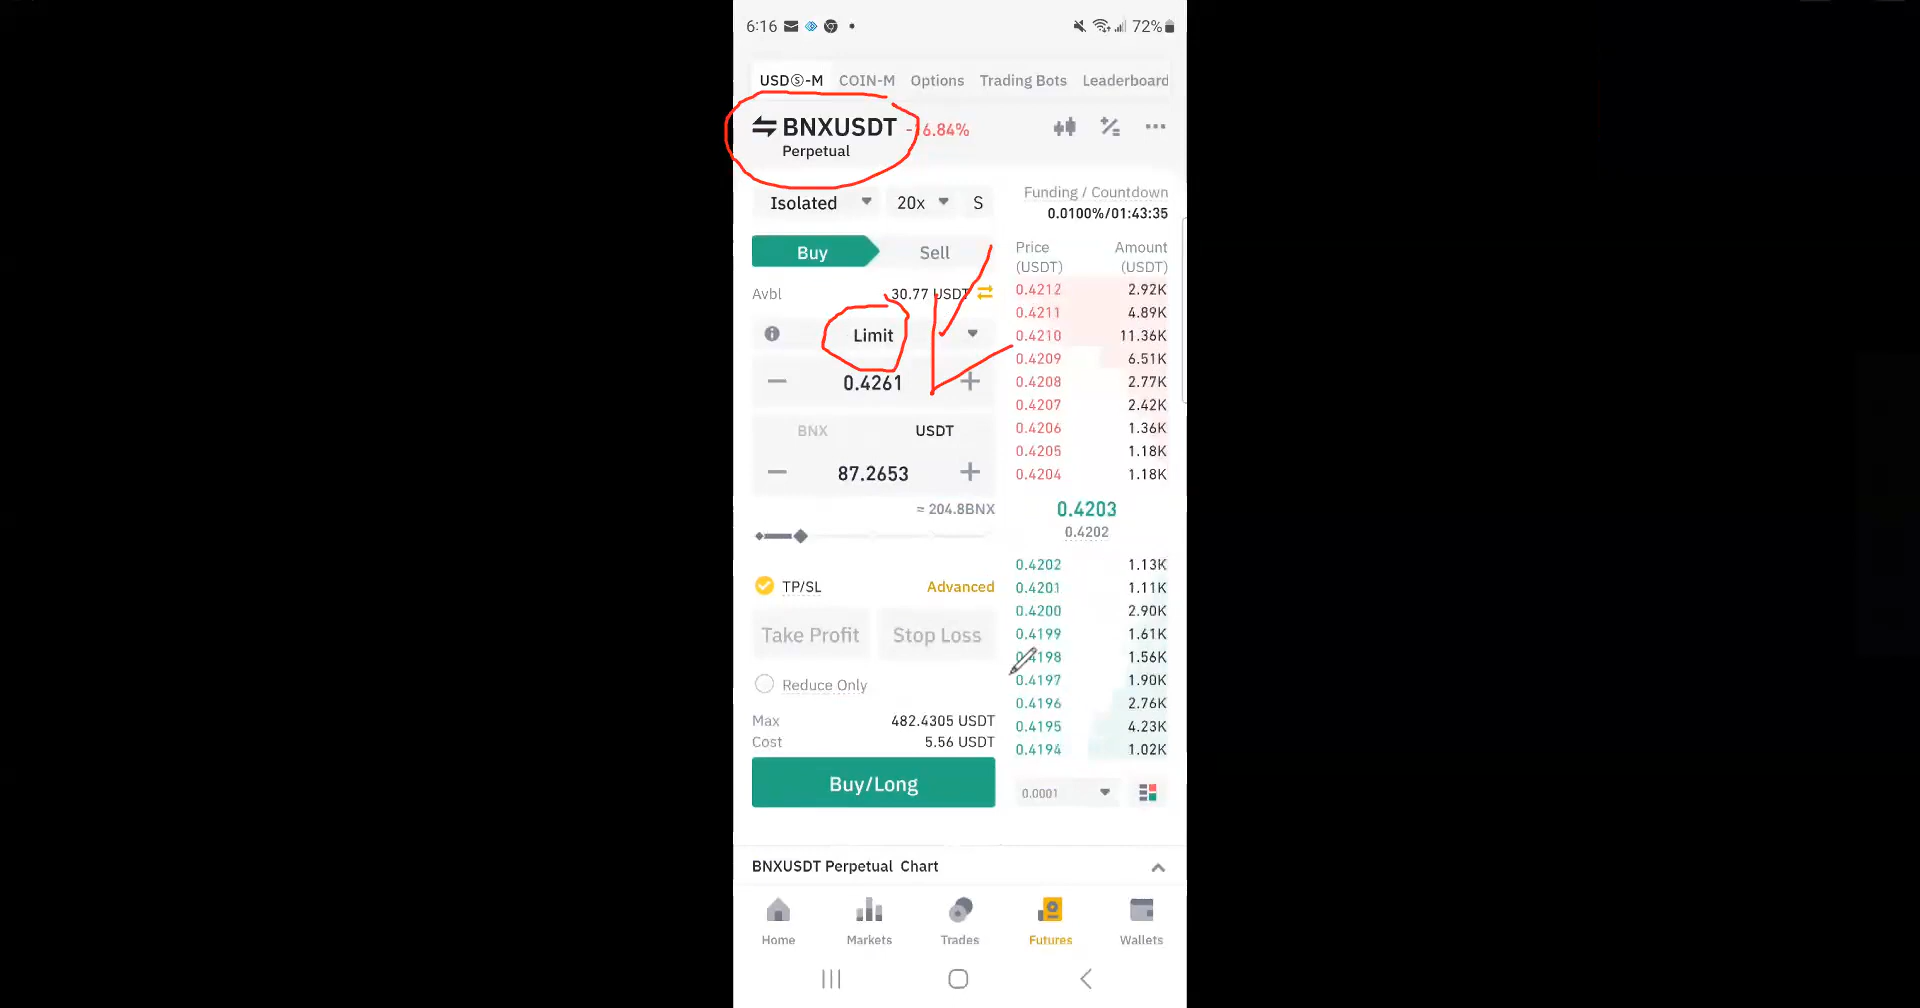 6:16 72%
USDⓈ-M COIN-M Options Trading Bots Leaderboard
BNXUSDT 6.84%
Perpetual
Isolated 20x S
Funding / Countdown
0.0100%/01:43:35
Buy Sell
Price Amount
(USDT) (USDT)
Avbl 30.77 USDT
Limit
0.4261
BNX USDT
87.2653
≈ 204.8BNX
TP/SL Advanced
Take Profit Stop Loss
Reduce Only
Max 482.4305 USDT
Cost 5.56 USDT
Buy/Long
0.4212 2.92K
0.4211 4.89K
0.4210 11.36K
0.4209 6.51K
0.4208 2.77K
0.4207 2.42K
0.4206 1.36K
0.4205 1.18K
0.4204 1.18K
0.4203
0.4202
0.4202 1.13K
0.4201 1.11K
0.4200 2.90K
0.4199 1.61K
0.4198 1.56K
0.4197 1.90K
0.4196 2.76K
0.4195 4.23K
0.4194 1.02K
0.0001
BNXUSDT Perpetual Chart
Home Markets Trades Futures Wallets